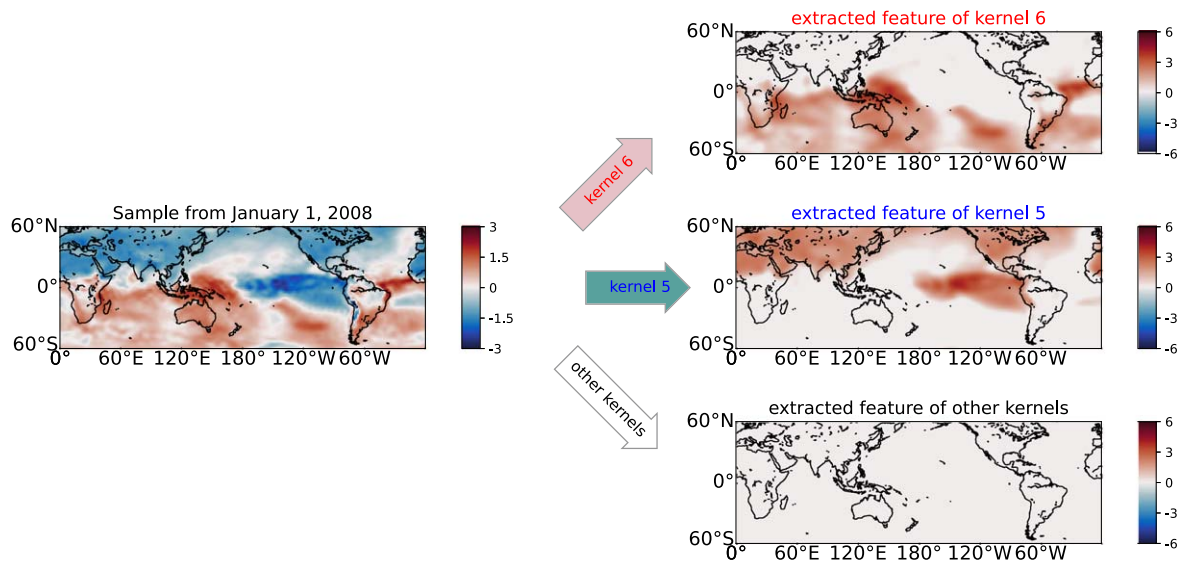 extracted feature of kernel 6
60°N
0°
60°S
0°
60°E
120°E
180°
120°W
60°W
6
3
0
-3
-6
kernel 6
Sample from January 1, 2008
60°N
0°
60°S
0°
60°E
120°E
180°
120°W
60°W
3
1.5
0
-1.5
-3
kernel 5
extracted feature of kernel 5
60°N
0°
60°S
0°
60°E
120°E
180°
120°W
60°W
6
3
0
-3
-6
other kernels
extracted feature of other kernels
60°N
0°
60°S
0°
60°E
120°E
180°
120°W
60°W
6
3
0
-3
-6